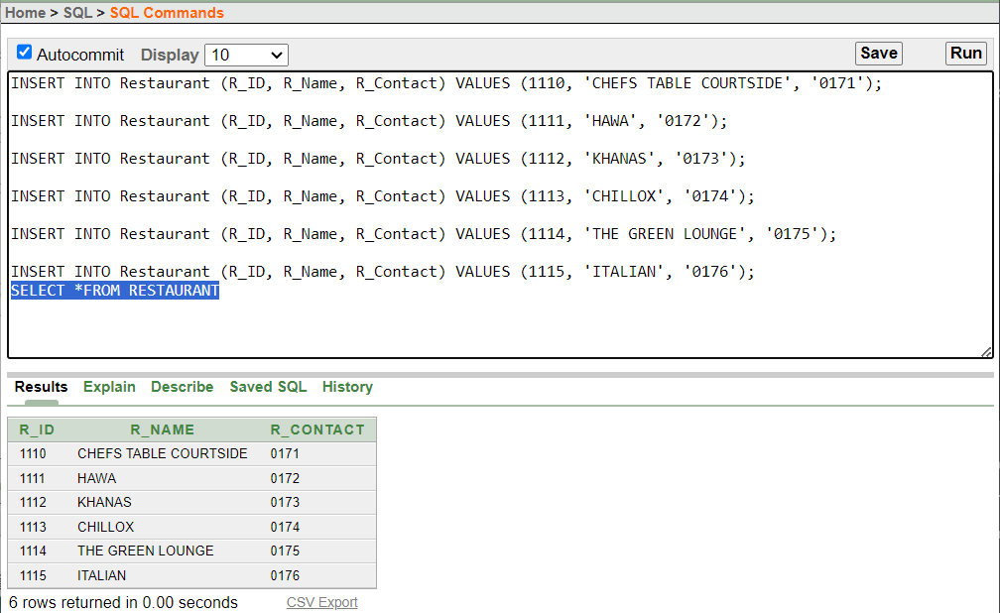 Home > SQL > SQL Commands
Autocommit Display 10 Save Run
INSERT INTO Restaurant (R_ID, R_Name, R_Contact) VALUES (1110, 'CHEFS TABLE COURTSIDE', '0171');
INSERT INTO Restaurant (R_ID, R_Name, R_Contact) VALUES (1111, 'HAWA', '0172');
INSERT INTO Restaurant (R_ID, R_Name, R_Contact) VALUES (1112, 'KHANAS', '0173');
INSERT INTO Restaurant (R_ID, R_Name, R_Contact) VALUES (1113, 'CHILLOX', '0174');
INSERT INTO Restaurant (R_ID, R_Name, R_Contact) VALUES (1114, 'THE GREEN LOUNGE', '0175');
INSERT INTO Restaurant (R_ID, R_Name, R_Contact) VALUES (1115, 'ITALIAN', '0176');
SELECT *FROM RESTAURANT
Results Explain Describe Saved SQL History
R_ID R_NAME R_CONTACT
1110 CHEFS TABLE COURTSIDE 0171
1111 HAWA 0172
1112 KHANAS 0173
1113 CHILLOX 0174
1114 THE GREEN LOUNGE 0175
1115 ITALIAN 0176
6 rows returned in 0.00 seconds CSV Export